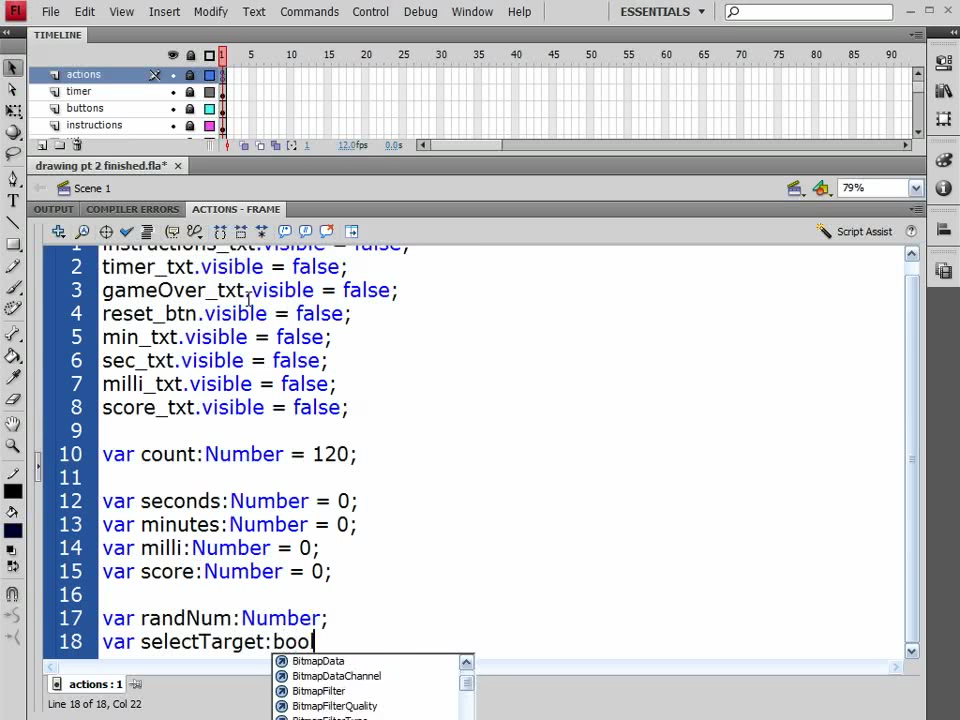 Fl File Edit View Insert Modify Text Commands Control Debug Window Help ESSENTIALS
TIMELINE
1 5 10 15 20 25 30 35 40 45 50 55 60 65 70 75 80 85 90
actions
timer
buttons
instructions
1 12.0fps 0.0s
drawing pt 2 finished.fla*
Scene 1 79%
OUTPUT COMPILER ERRORS ACTIONS - FRAME
Script Assist
1 instructions_txt.visible = false;
2 timer_txt.visible = false;
3 gameOver_txt.visible = false;
4 reset_btn.visible = false;
5 min_txt.visible = false;
6 sec_txt.visible = false;
7 milli_txt.visible = false;
8 score_txt.visible = false;
9
10 var count:Number = 120;
11
12 var seconds:Number = 0;
13 var minutes:Number = 0;
14 var milli:Number = 0;
15 var score:Number = 0;
16
17 var randNum:Number;
18 var selectTarget:bool
BitmapData
BitmapDataChannel
BitmapFilter
BitmapFilterQuality
actions : 1
Line 18 of 18, Col 22